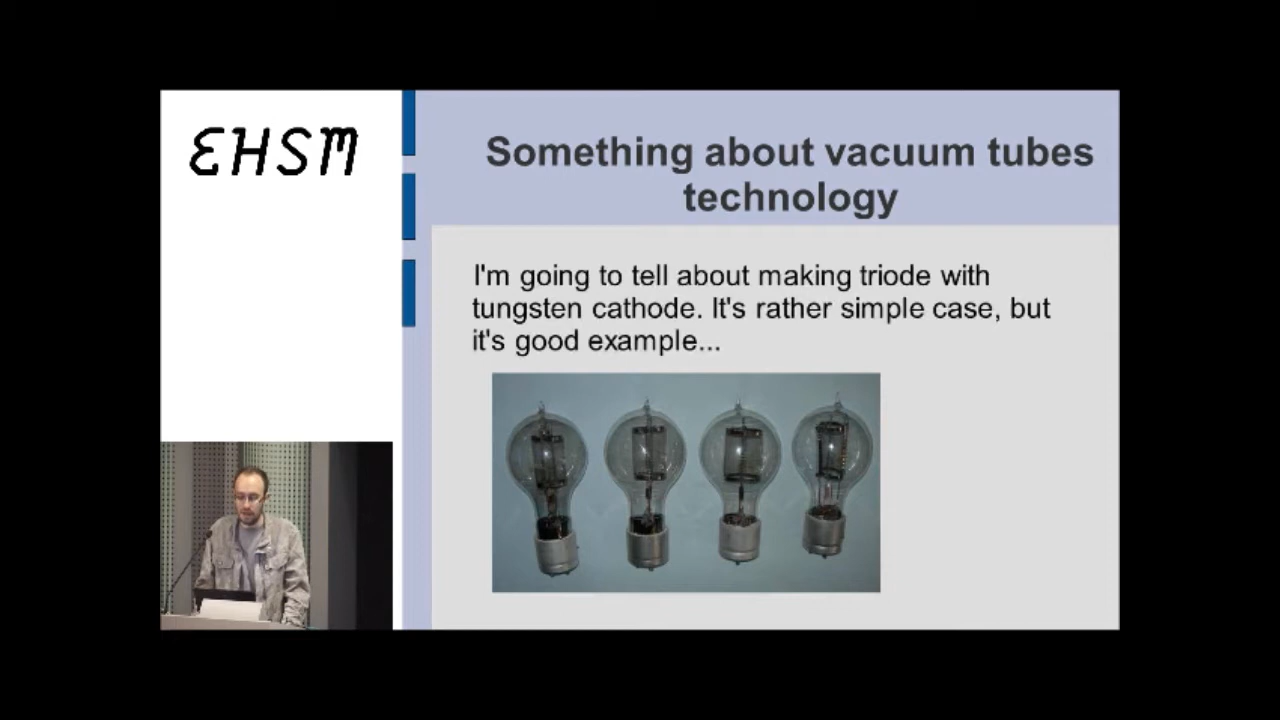 EHSM
Something about vacuum tubes
technology
I'm going to tell about making triode with
tungsten cathode. It's rather simple case, but
it's good example...